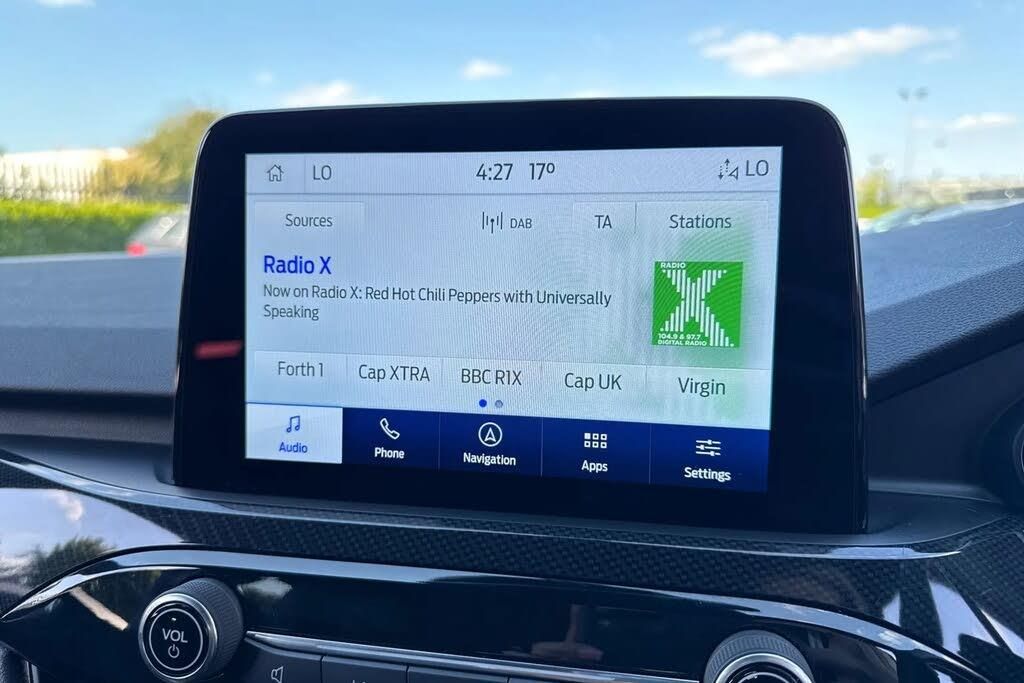 LO 4:27 17º LO
Sources DAB TA Stations
Radio X
Now on Radio X: Red Hot Chili Peppers with Universally
Speaking
RADIO
X
104.9 & 97.7
DIGITAL RADIO
Forth 1 Cap XTRA BBC R1X Cap UK Virgin
Audio Phone Navigation Apps Settings
VOL